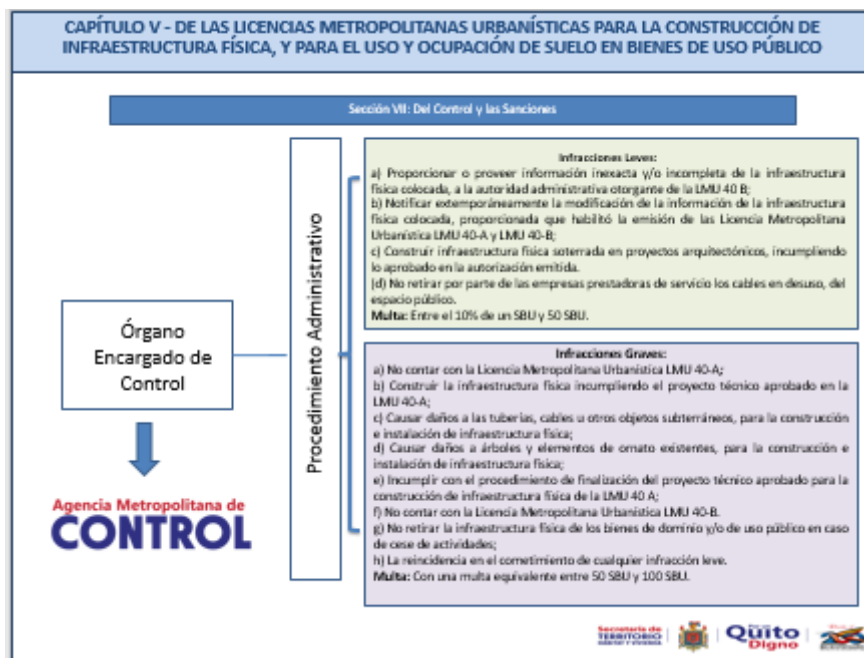 CAPÍTULO V - DE LAS LICENCIAS METROPOLITANAS URBANÍSTICAS PARA LA CONSTRUCCIÓN DE
INFRAESTRUCTURA FÍSICA, Y PARA EL USO Y OCUPACIÓN DE SUELO EN BIENES DE USO PÚBLICO
Sección VII: Del Control y las Sanciones
Órgano
Encargado de
Control
Agencia Metropolitana de
CONTROL
Procedimiento Administrativo
Infracciones Leves:
a) Proporcionar o proveer información inexacta y/o incompleta de la infraestructura
física colocada, a la autoridad administrativa otorgante de la LMU 40 B;
b) Notificar extemporáneamente la modificación de la información de la infraestructura
física colocada, proporcionada que habilitó la emisión de las Licencia Metropolitana
Urbanística LMU 40-A y LMU 40-B;
c) Construir infraestructura física soterrada en proyectos arquitectónicos, incumpliendo
lo aprobado en la autorización emitida.
(d) No retirar por parte de las empresas prestadoras de servicio los cables en desuso, del
espacio público.
Multa: Entre el 10% de un SBU y 50 SBU.
Infracciones Graves:
a) No contar con la Licencia Metropolitana Urbanística LMU 40-A;
b) Construir la infraestructura física incumpliendo el proyecto técnico aprobado en la
LMU 40-A;
c) Causar daños a las tuberías, cables u otros objetos subterráneos, para la construcción
e instalación de infraestructura física;
d) Causar daños a árboles y elementos de ornato existentes, para la construcción e
instalación de infraestructura física;
e) Incumplir con el procedimiento de finalización del proyecto técnico aprobado para la
construcción de infraestructura física de la LMU 40 A;
f) No contar con la Licencia Metropolitana Urbanística LMU 40-B.
g) No retirar la infraestructura física de los bienes de dominio y/o de uso público en caso
de cese de actividades;
h) La reincidencia en el cometimiento de cualquier infracción leve.
Multa: Con una multa equivalente entre 50 SBU y 100 SBU.
Secretaría de
TERRITORIO
Quito
Digno